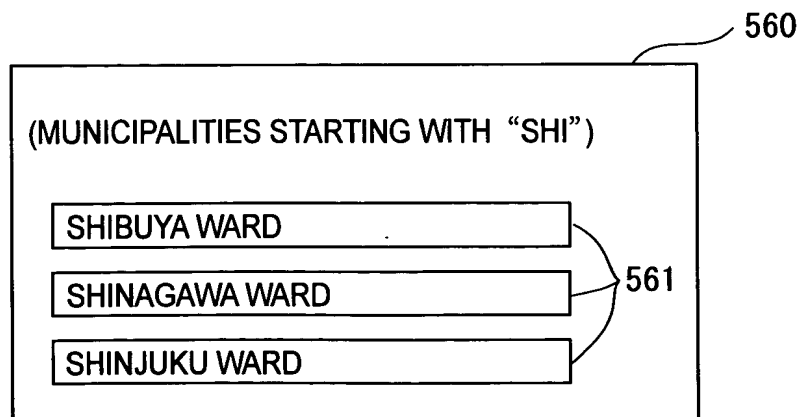 560
(MUNICIPALITIES STARTING WITH “SHI”)
SHIBUYA WARD
SHINAGAWA WARD
561
SHINJUKU WARD